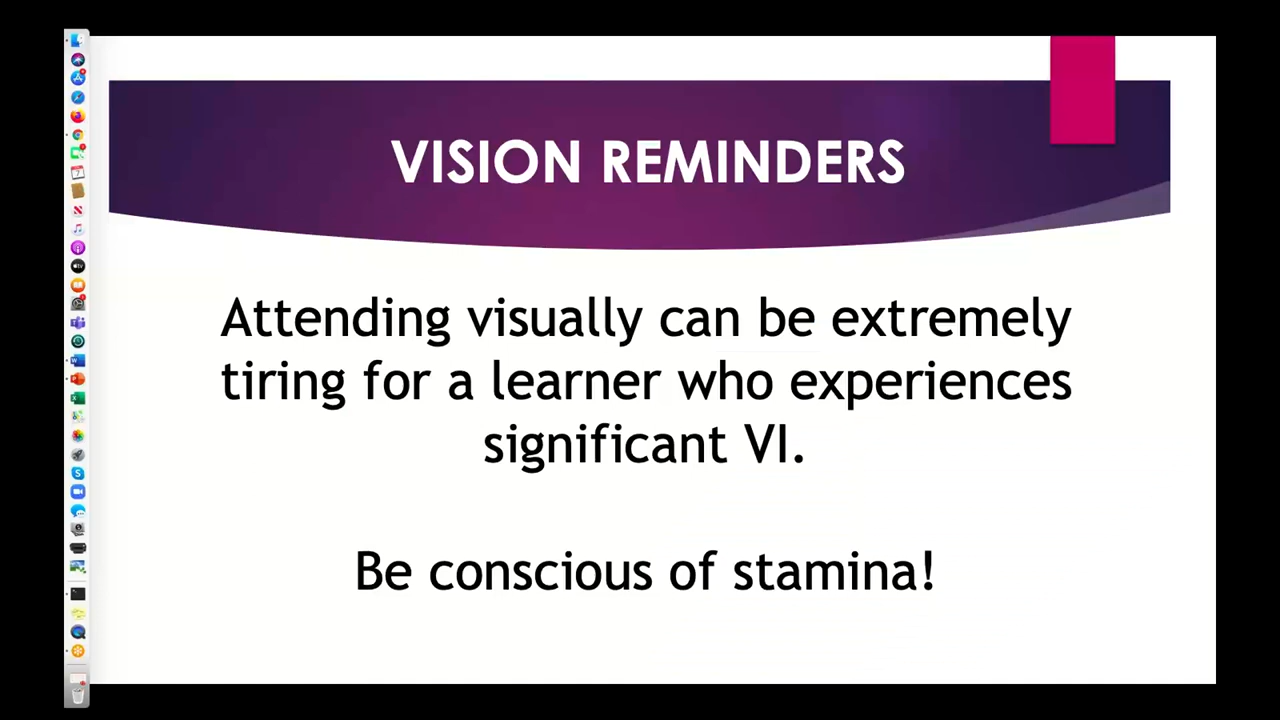 VISION REMINDERS
Attending visually can be extremely
tiring for a learner who experiences
significant VI.
Be conscious of stamina!